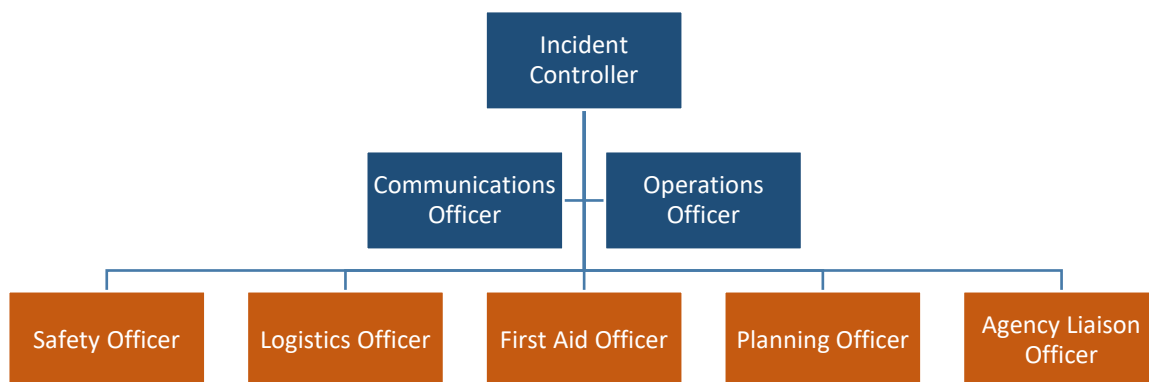 Incident
Controller
Communications
Officer
Operations
Officer
Safety Officer
Logistics Officer
First Aid Officer
Planning Officer
Agency Liaison
Officer